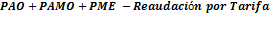 PAO + PAMO + PME − Reaudación por Tarifa